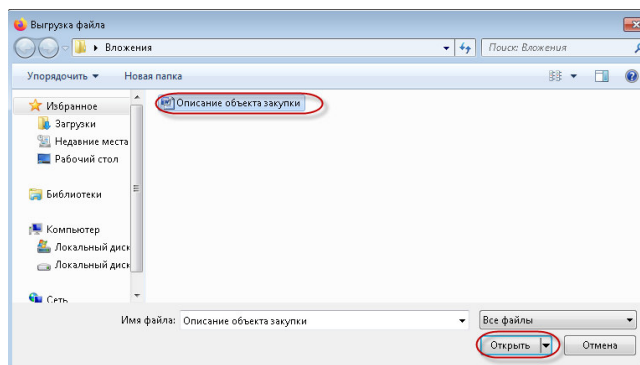 Выгрузка файла
Вложения
Поиск: Вложения
Упорядочить
Новая папка
Избранное
Загрузки
Недавние места
Рабочий стол
Библиотеки
Компьютер
Локальный диск
Локальный диск
Сеть
Описание объекта закупки
Имя файла: Описание объекта закупки
Все файлы
Открыть
Отмена